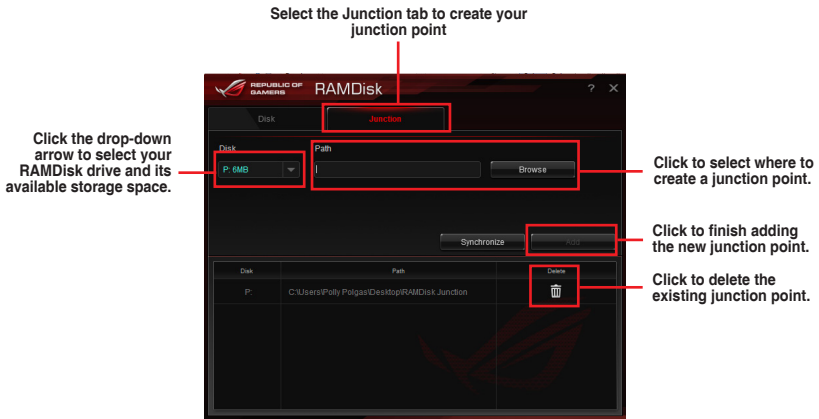 Select the Junction tab to create your
junction point
REPUBLIC OF
GAMERS
RAMDisk
? ×
Disk
Junction
Click the drop-down
arrow to select your
RAMDisk drive and its
available storage space.
Disk
Path
P: 6MB
Browse
Click to select where to
create a junction point.
Synchronize
Add
Click to finish adding
the new junction point.
Disk
Path
Delete
P:
C:\Users\Polly Polgas\Desktop\RAMDisk Junction
Click to delete the
existing junction point.